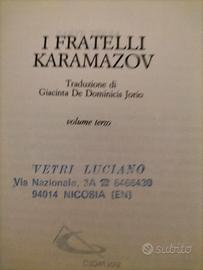 I FRATELLI
KARAMAZOV
Traduzione di
Giacinta De Dominicis Jorio
volume terzo
VETRI LUCIANO
Via Nazionale, 3A ☎ 6466430
94014 NICOSIA (EN)
subito